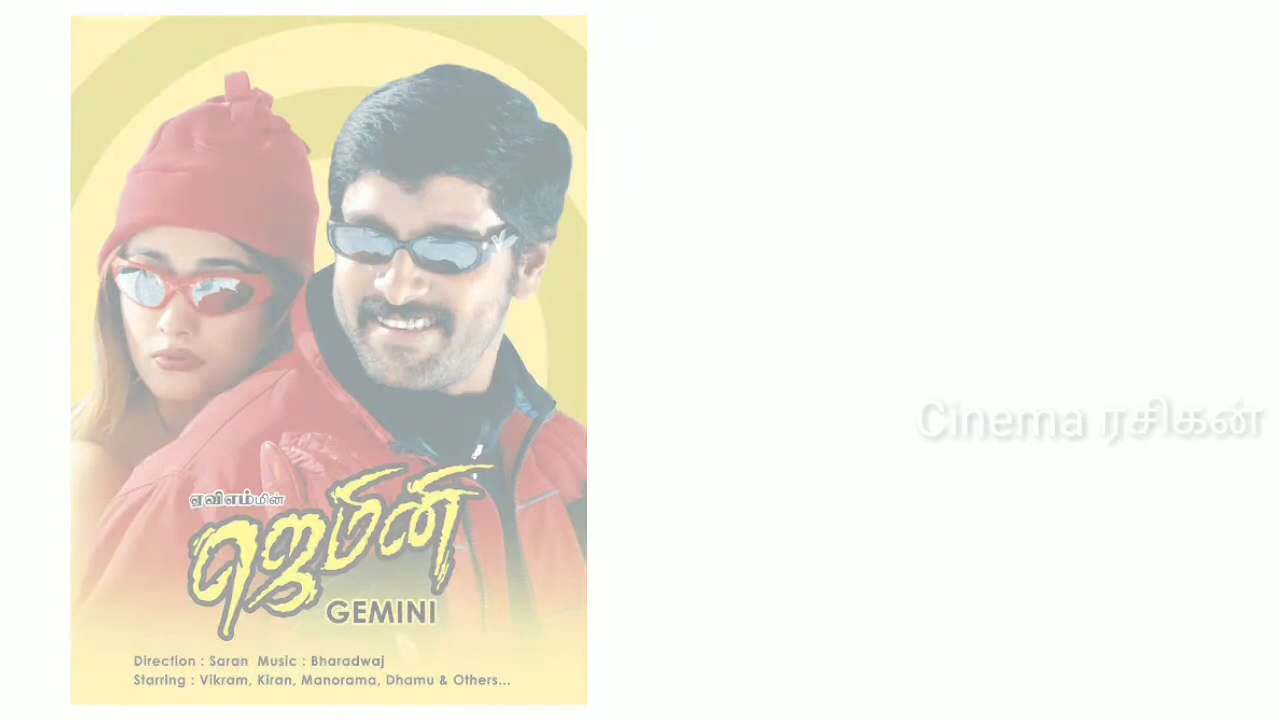 ஏவிஎம்மின்
ஜெமினி
GEMINI
Direction : Saran Music : Bharadwaj
Starring : Vikram, Kiran, Manorama, Dhamu & Others...
Cinema ரசிகன்